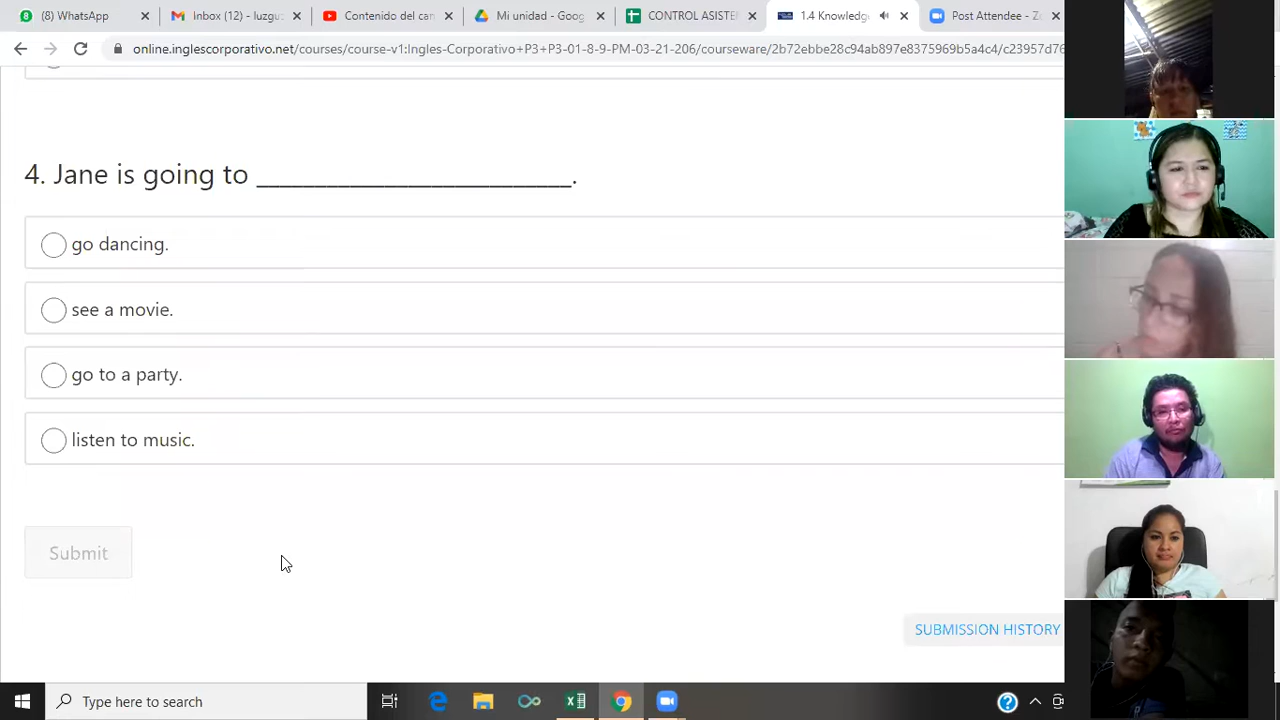 (8) WhatsApp
Inbox (12) - luzgu
Contenido del can
Mi unidad - Goog
CONTROL ASISTE
1.4 Knowledg
Post Attendee - Z
online.inglescorporativo.net/courses/course-v1:Ingles-Corporativo+P3+P3-01-8-9-PM-03-21-206/courseware/2b72ebbe28c94ab897e8375969b5a4c4/c23957d76
4. Jane is going to ____________________________.
go dancing.
see a movie.
go to a party.
listen to music.
Submit
SUBMISSION HISTORY
Type here to search